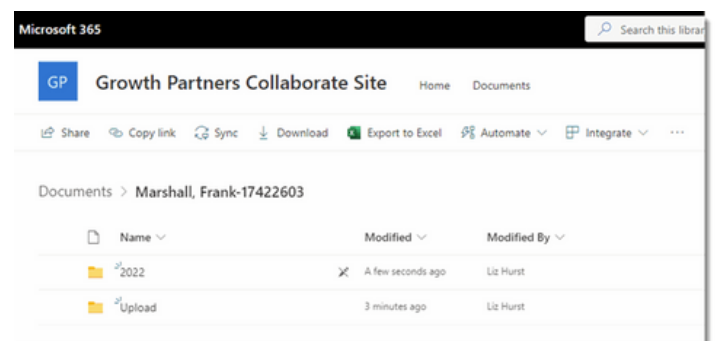 Microsoft 365 Search this librar
GP Growth Partners Collaborate Site Home Documents
Share Copy link Sync Download Export to Excel Automate Integrate ...
Documents > Marshall, Frank-17422603
Name Modified Modified By
2022 A few seconds ago Liz Hurst
Upload 3 minutes ago Liz Hurst